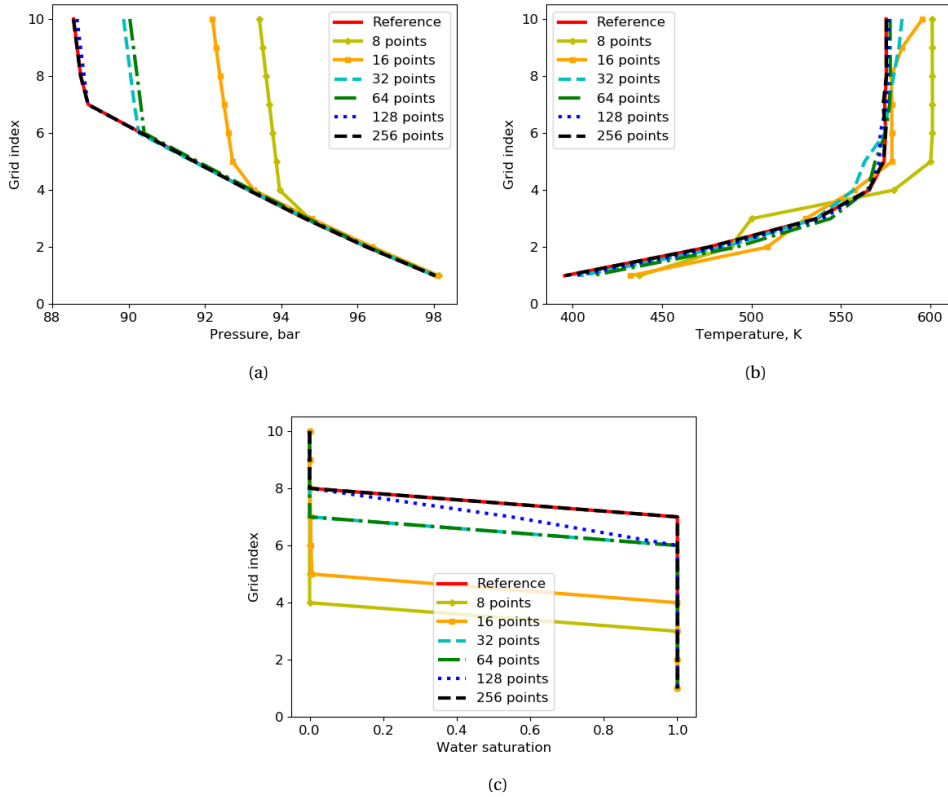 10
8
6
4
2
0
Grid index
88
90
92
94
96
98
Pressure, bar
Reference
8 points
16 points
32 points
64 points
128 points
256 points
(a)
10
8
6
4
2
0
Grid index
400
450
500
550
600
Temperature, K
Reference
8 points
16 points
32 points
64 points
128 points
256 points
(b)
10
8
6
4
2
0
Grid index
0.0
0.2
0.4
0.6
0.8
1.0
Water saturation
Reference
8 points
16 points
32 points
64 points
128 points
256 points
(c)